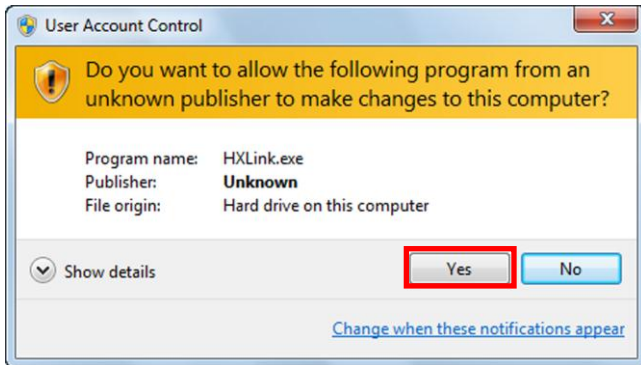 User Account Control
Do you want to allow the following program from an
unknown publisher to make changes to this computer?
Program name: HXLink.exe
Publisher: Unknown
File origin: Hard drive on this computer
Show details Yes No
Change when these notifications appear